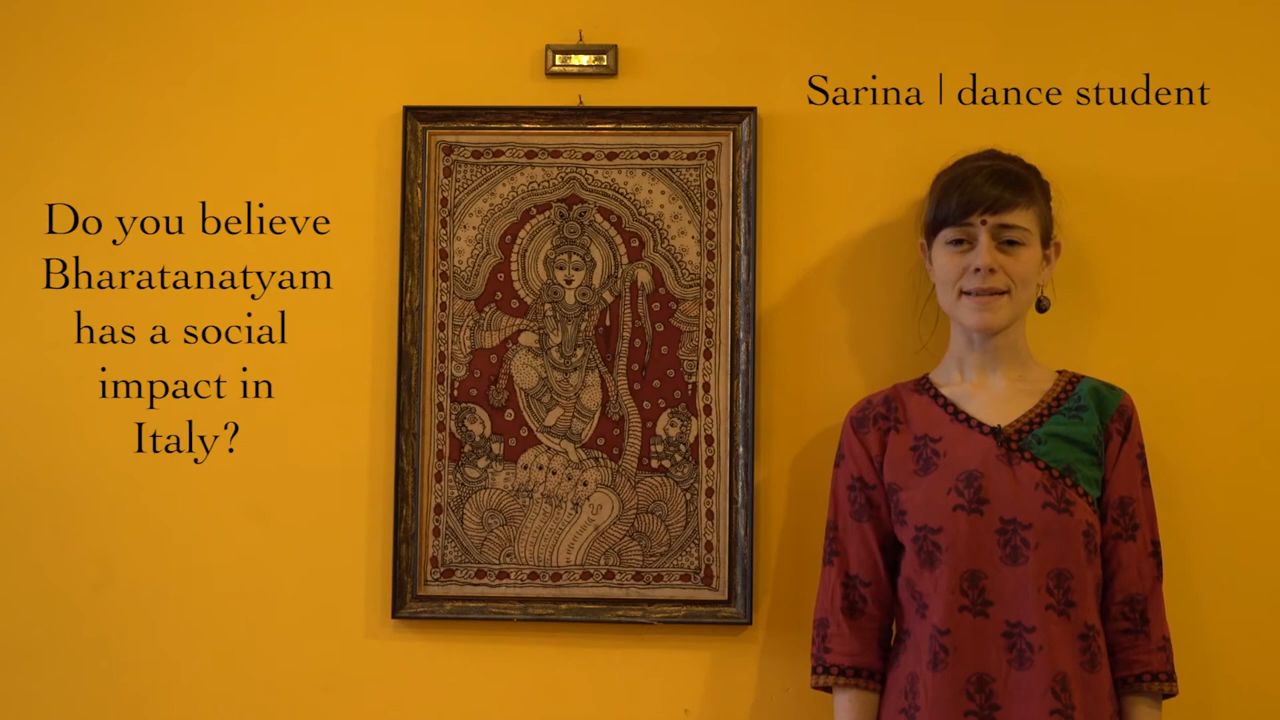 Sarina | dance student
Do you believe
Bharatanatyam
has a social
impact in
Italy?